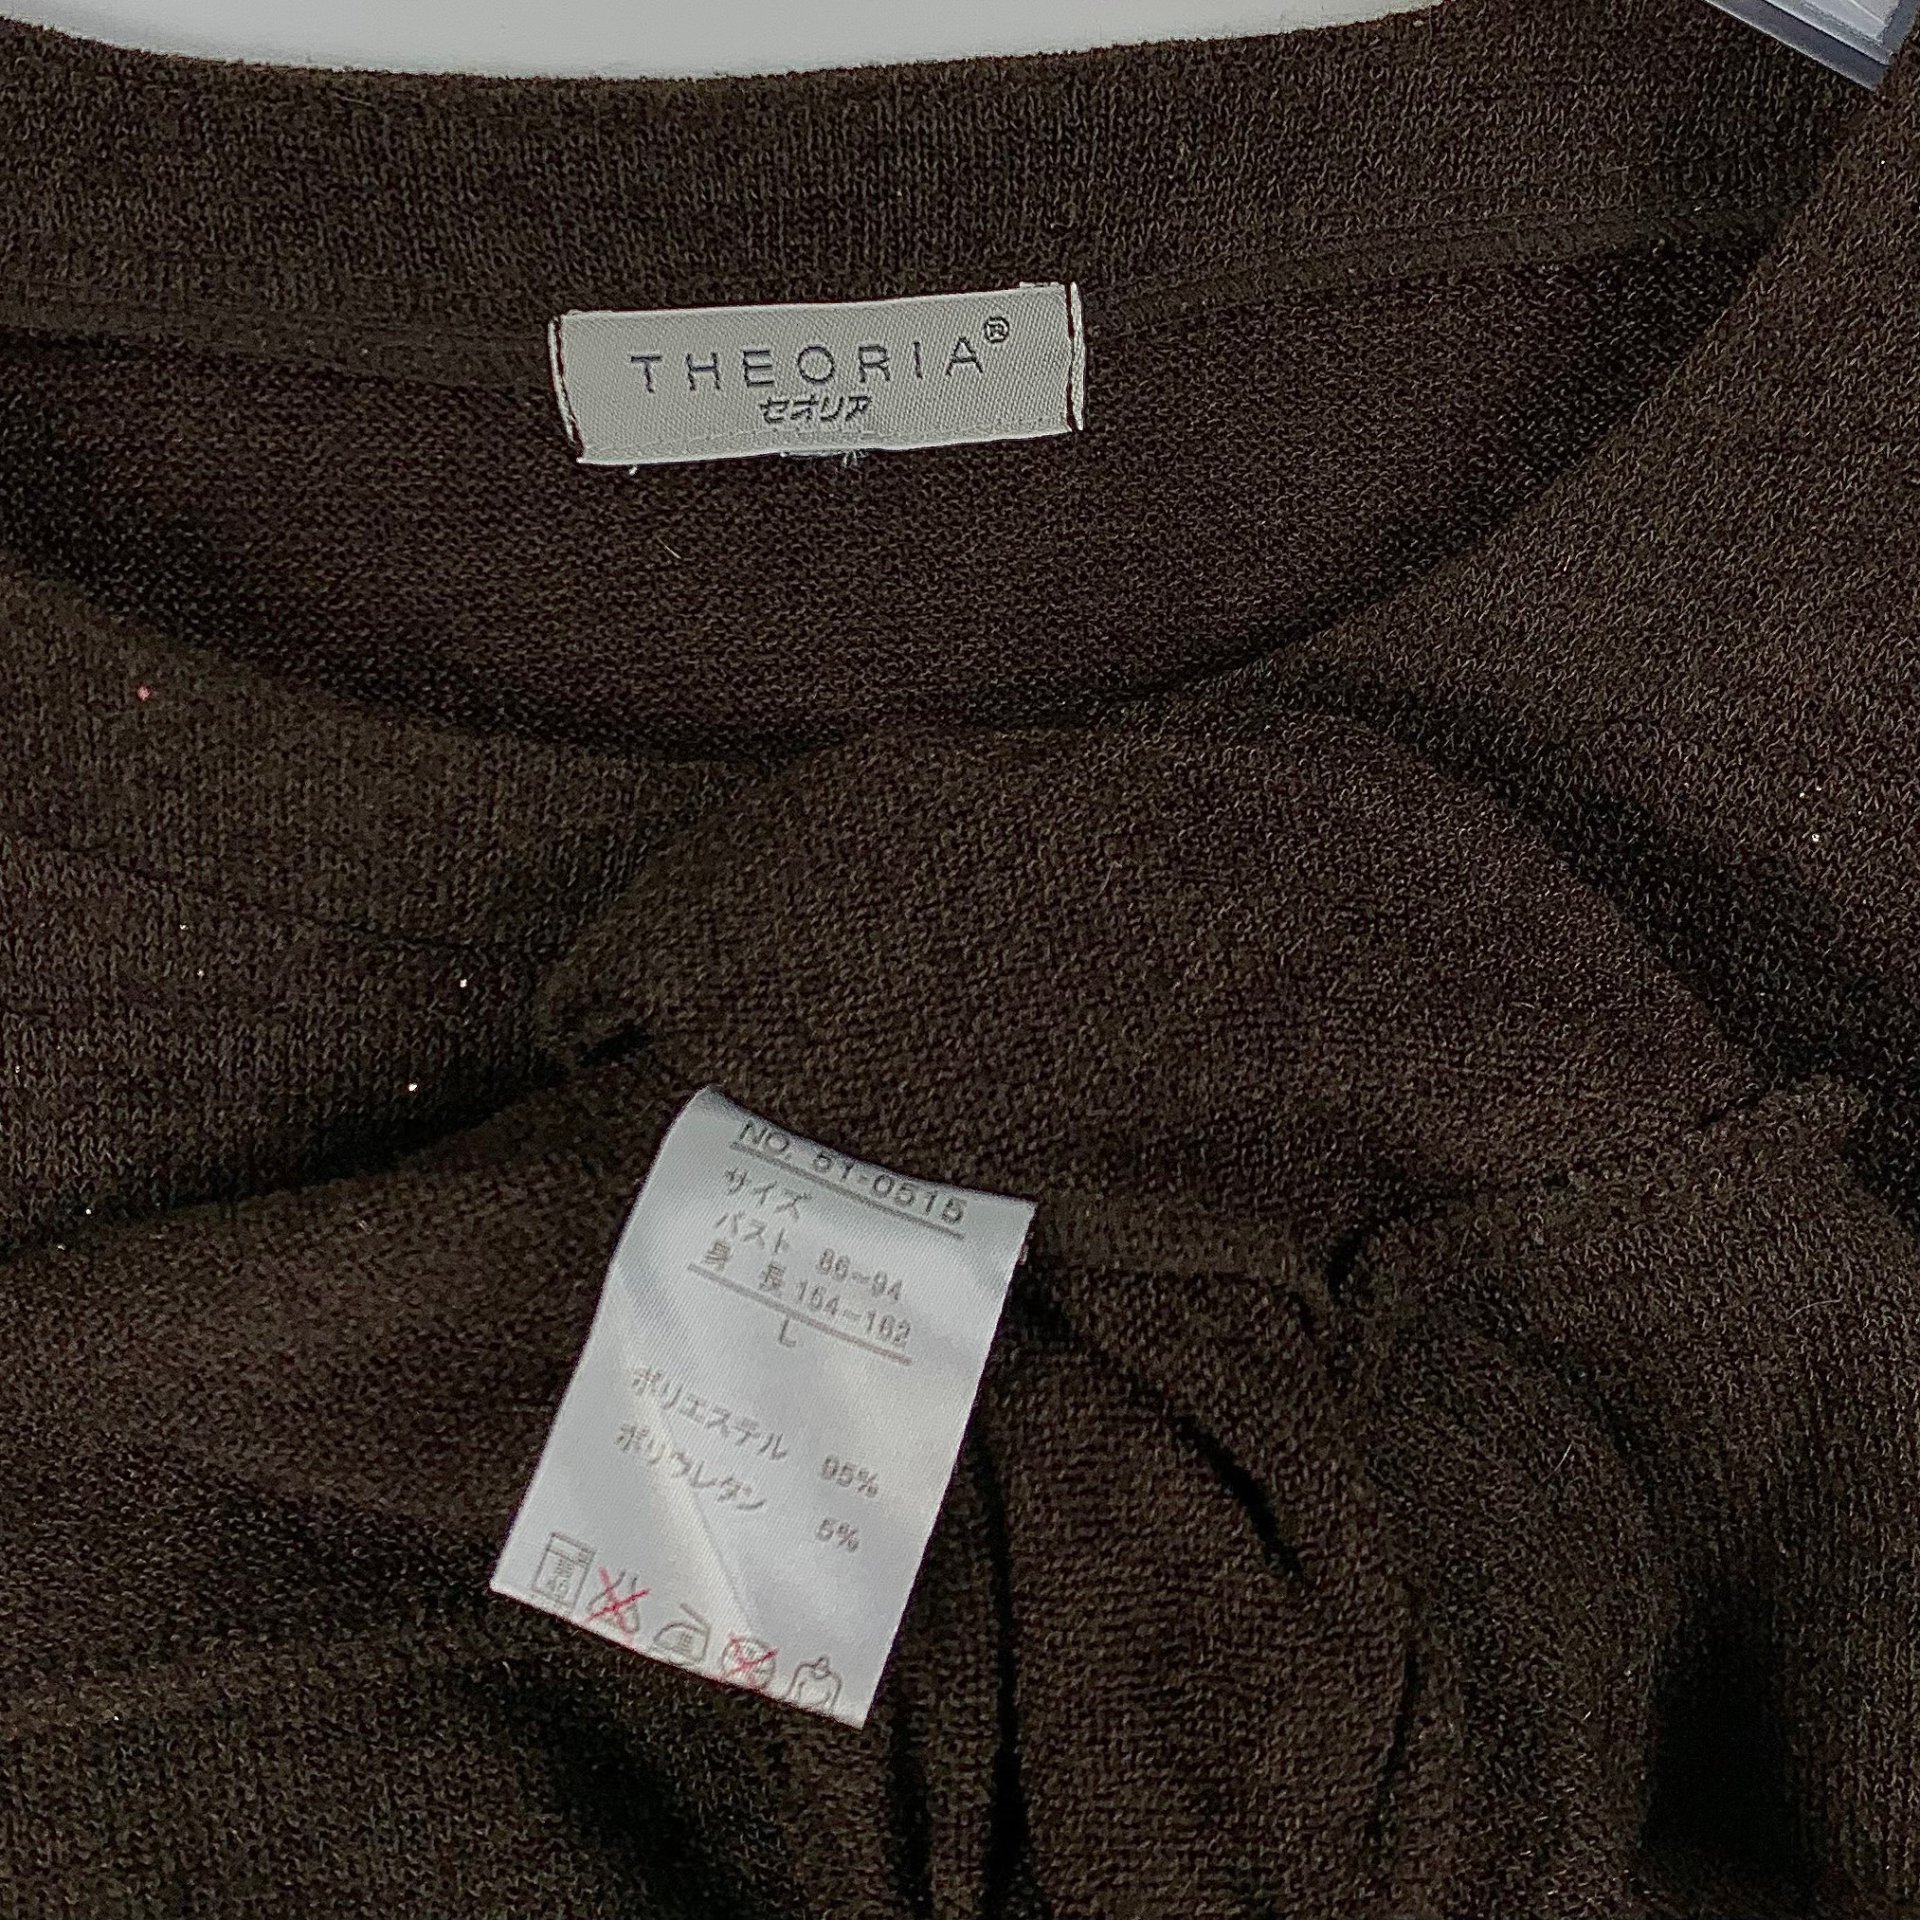 THEORIA®
セオリア
NO. 51-0515
サイズ
バスト 86~94
身 長 154~162
L
ポリエステル 95%
ポリウレタン 5%